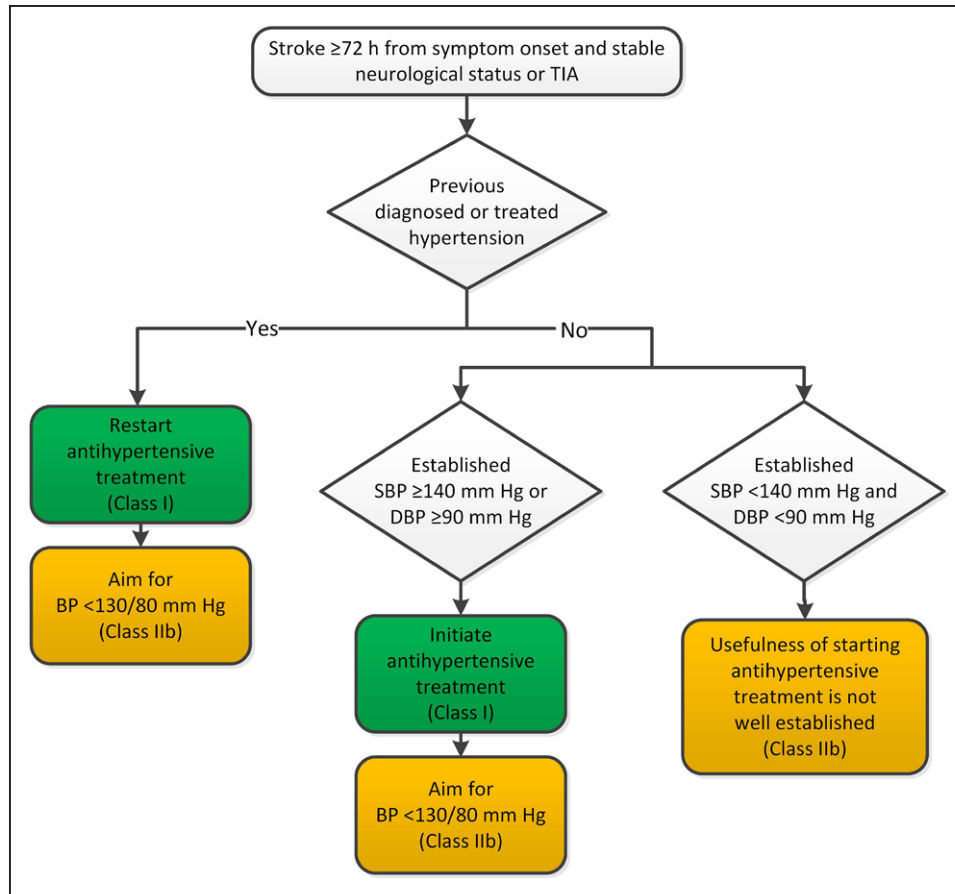 Stroke ≥72 h from symptom onset and stable
neurological status or TIA
Previous
diagnosed or treated
hypertension
Yes
No
Restart
antihypertensive
treatment
(Class I)
Aim for
BP <130/80 mm Hg
(Class IIb)
Established
SBP ≥140 mm Hg or
DBP ≥90 mm Hg
Initiate
antihypertensive
treatment
(Class I)
Aim for
BP <130/80 mm Hg
(Class IIb)
Established
SBP <140 mm Hg and
DBP <90 mm Hg
Usefulness of starting
antihypertensive
treatment is not
well established
(Class IIb)